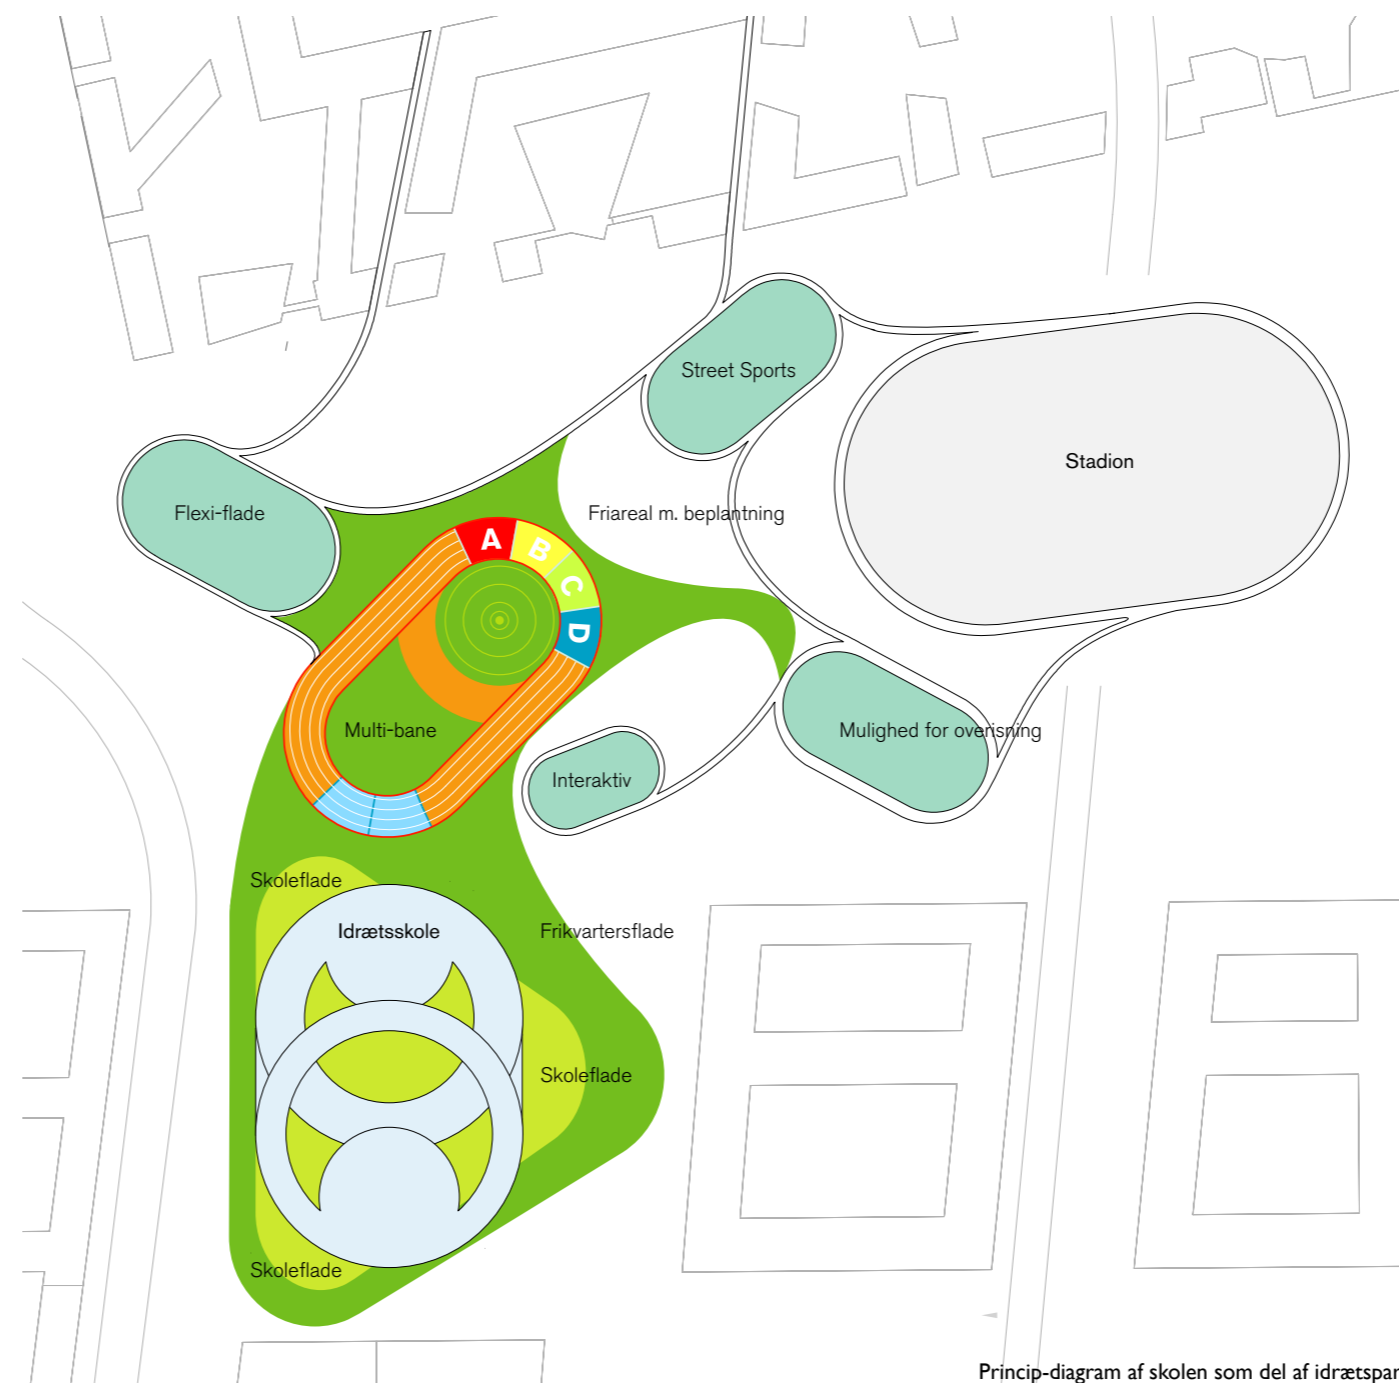 Street Sports
Stadion
Flexi-flade
Friareal m. beplantning
A
B
C
D
Multi-bane
Mulighed for overisning
Interaktiv
Skoleflade
Idrætsskole
Frikvartersflade
Skoleflade
Skoleflade
Princip-diagram af skolen som del af idrætspar